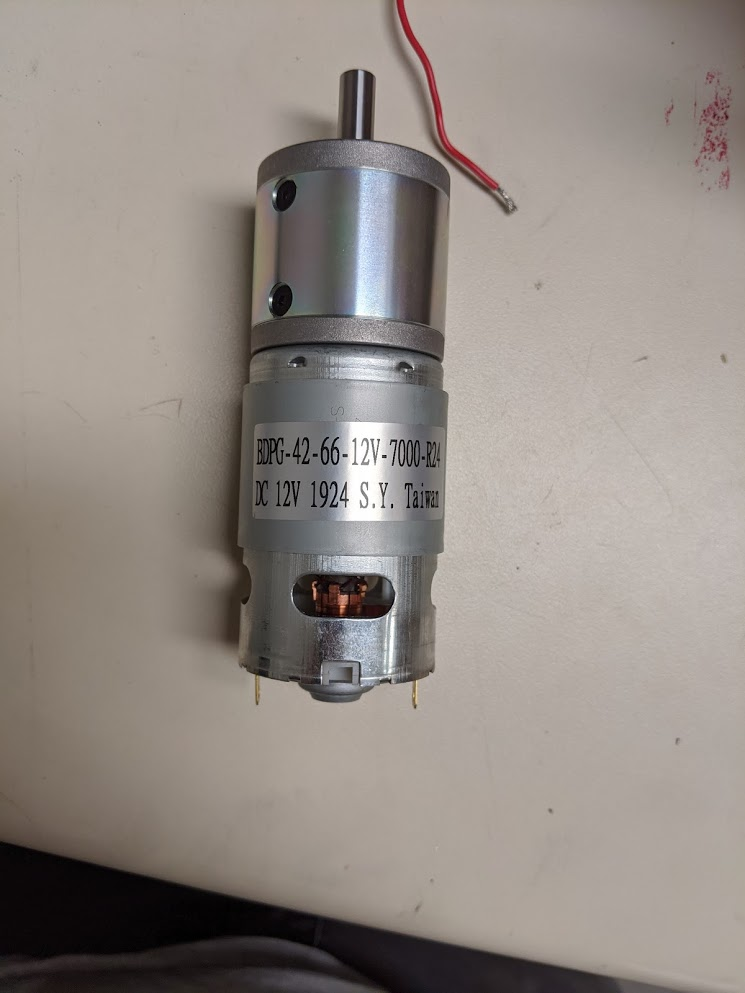 BDPG-42-66-12V-7000-R24
DC 12V 1924 S.Y. Taiwan